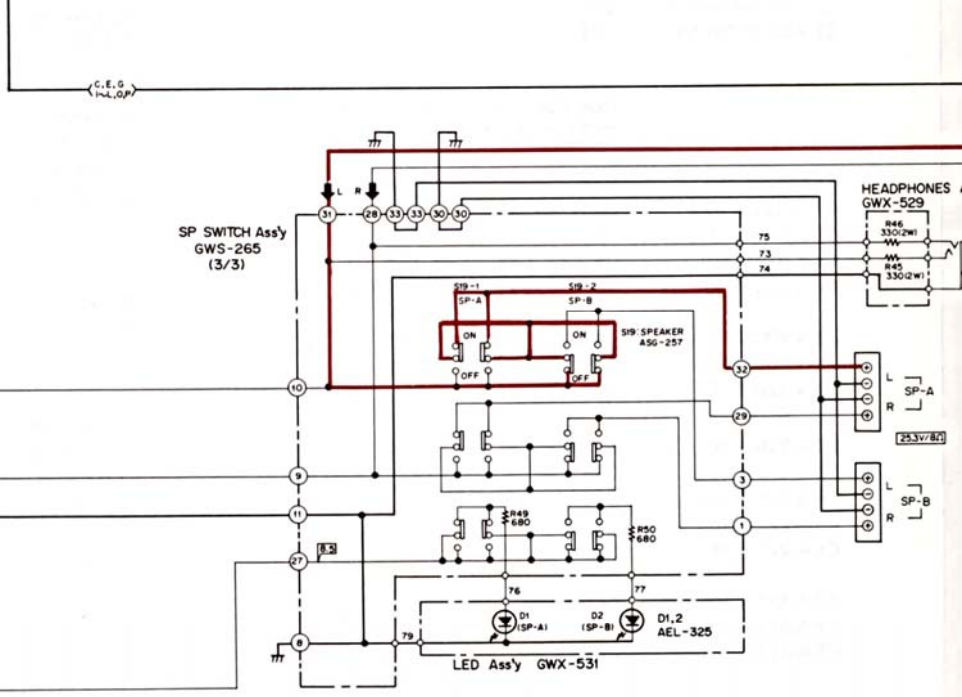 C, E, G
I~L, O, P
L R
HEADPHONES
GWX-529
31 28 33 33 30 30
SP SWITCH Ass'y
GWS-265
(3/3)
R46
330(2W)
75
73
R45
330(2W)
74
S19-1
SP-A
S19-2
SP-B
ON
ON
S19: SPEAKER
ASG-257
OFF
OFF
32
10
L
SP-A
R
29
25.3V/8Ω
9
3
L
SP-B
R
11
R49
680
R50
680
1
8.5
27
76
77
D1
(SP-A)
D2
(SP-B)
D1,2
AEL-325
8
79
LED Ass'y GWX-531